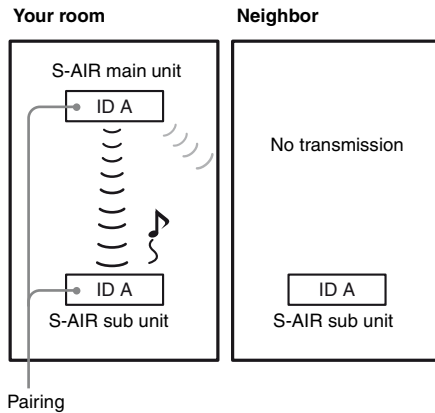 Your room
Neighbor
S-AIR main unit
ID A
No transmission
ID A
S-AIR sub unit
ID A
S-AIR sub unit
Pairing